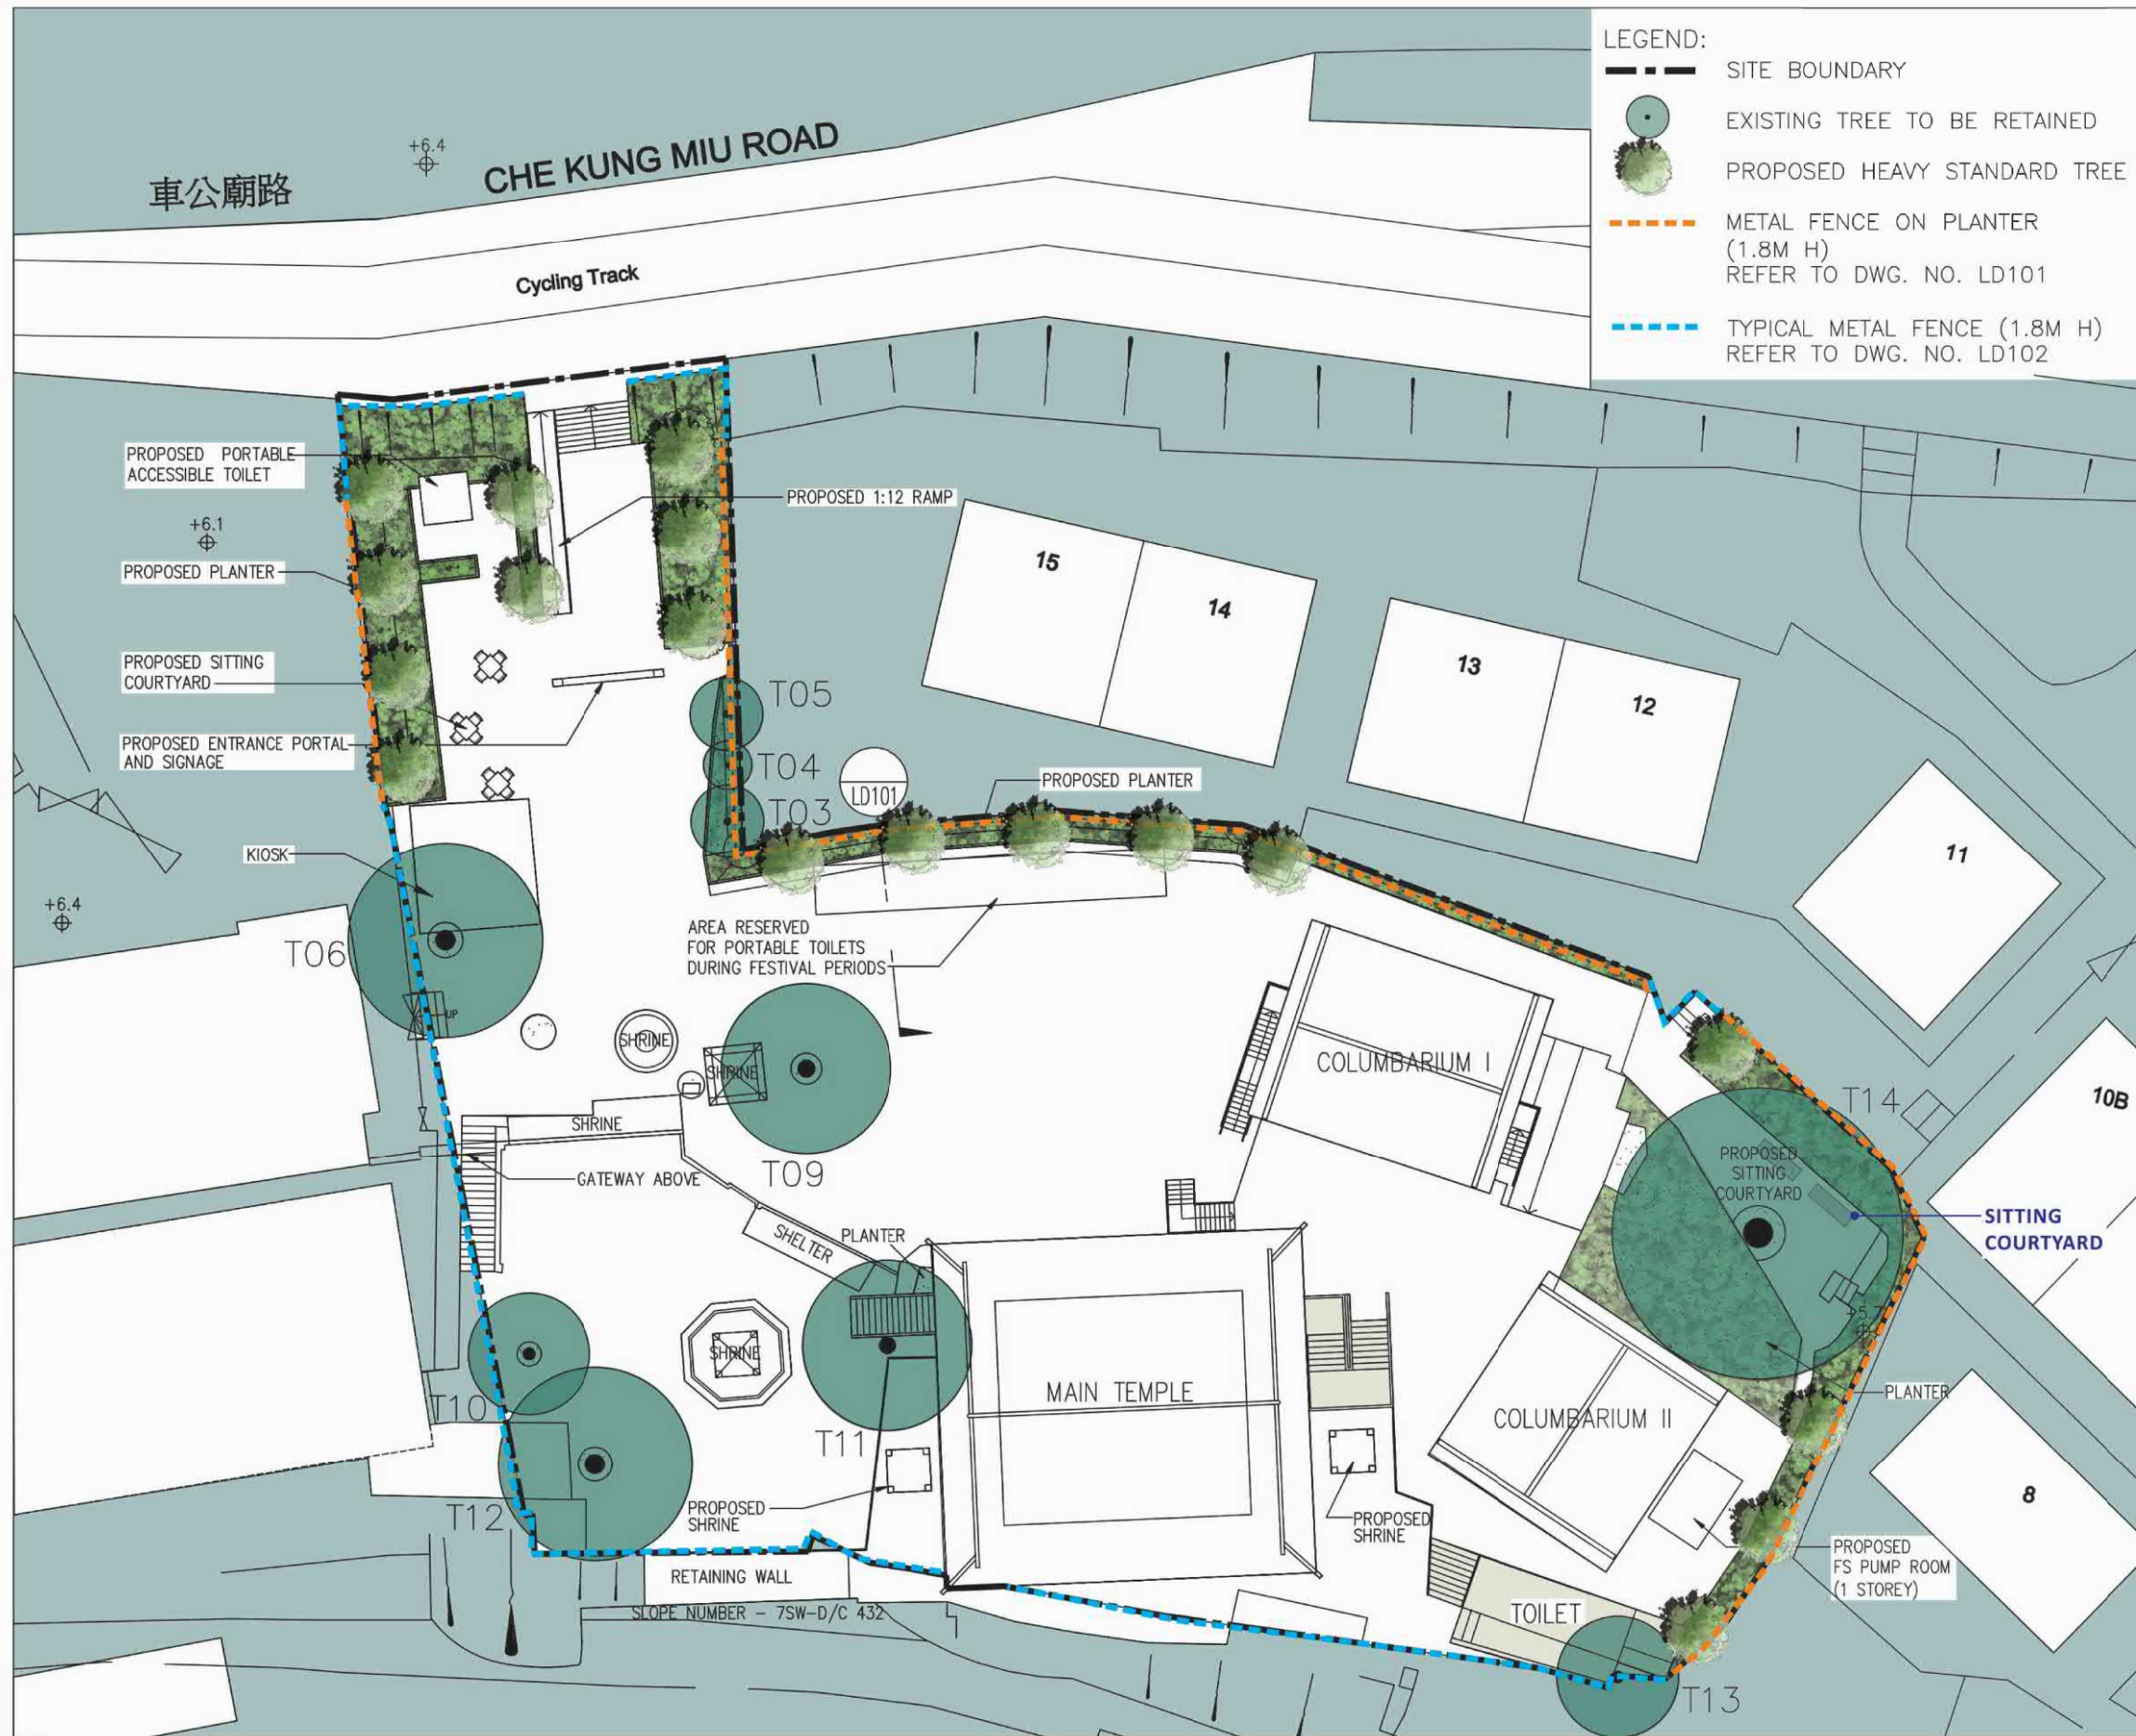 LEGEND:
SITE BOUNDARY
EXISTING TREE TO BE RETAINED
PROPOSED HEAVY STANDARD TREE
METAL FENCE ON PLANTER
(1.8M H)
REFER TO DWG. NO. LD101
TYPICAL METAL FENCE (1.8M H)
REFER TO DWG. NO. LD102
+6.4
CHE KUNG MIU ROAD
車公廟路
Cycling Track
PROPOSED PORTABLE
ACCESSIBLE TOILET
PROPOSED 1:12 RAMP
+6.1
PROPOSED PLANTER
PROPOSED SITTING
COURTYARD
PROPOSED ENTRANCE PORTAL
AND SIGNAGE
15
14
13
12
11
10B
8
T05
T04
T03
LD101
PROPOSED PLANTER
KIOSK
+6.4
T06
AREA RESERVED
FOR PORTABLE TOILETS
DURING FESTIVAL PERIODS
UP
SHRINE
SHRINE
SHRINE
T09
GATEWAY ABOVE
COLUMBARIUM I
T14
PROPOSED
SITTING
COURTYARD
SITTING
COURTYARD
SHELTER
PLANTER
+5.7
SHRINE
T10
T11
MAIN TEMPLE
PLANTER
COLUMBARIUM II
T12
PROPOSED
SHRINE
PROPOSED
SHRINE
PROPOSED
FS PUMP ROOM
(1 STOREY)
RETAINING WALL
SLOPE NUMBER - 7SW-D/C 432
TOILET
T13